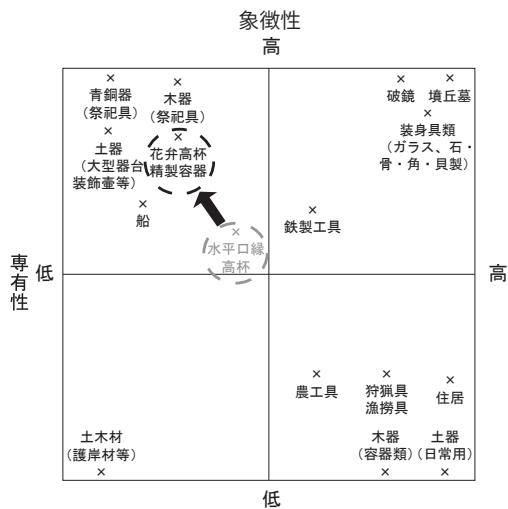 象徴性
高
青銅器
（祭祀具）
木器
（祭祀具）
破鏡
墳丘墓
土器
（大型器台
装飾壷等）
花弁高杯
精製容器
装身具類
（ガラス、石・
骨・角・貝製）
船
鉄製工具
水平口縁
高杯
専有性
低
高
農工具
狩猟具
漁撈具
住居
土木材
（護岸材等）
木器
（容器類）
土器
（日常用）
低